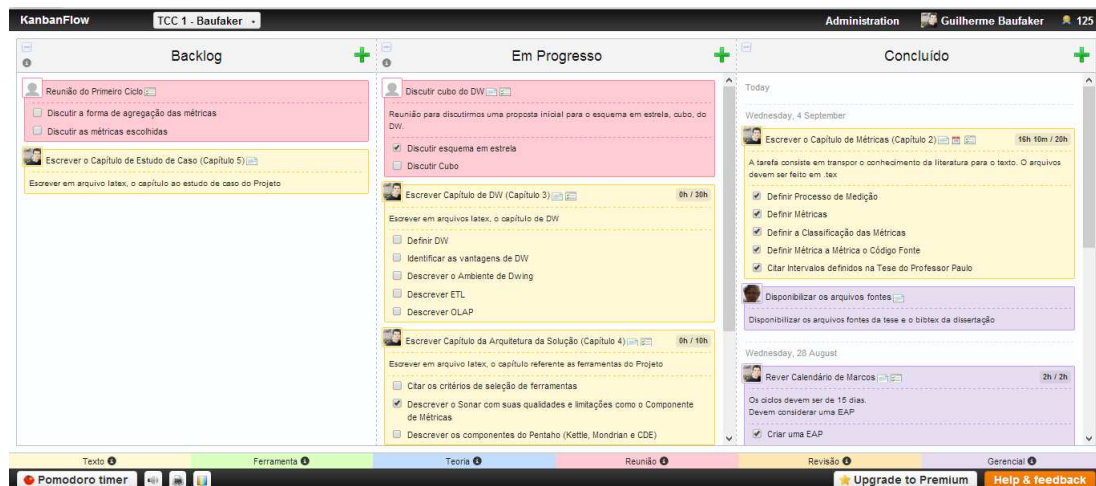 KanbanFlow
TCC 1 - Baufaker
Administration
Guilherme Baufaker
125
Backlog
Reunião do Primeiro Ciclo
Discutir a forma de agregação das métricas
Discutir as métricas escolhidas
Escrever o Capítulo de Estudo de Caso (Capítulo 5)
Escrever em arquivo latex, o capítulo ao estudo de caso do Projeto
Em Progresso
Discutir cubo do DW
Reunião para discutirmos uma proposta inicial para o esquema em estrela, cubo, do
DW.
Discutir esquema em estrela
Discutir Cubo
Escrever Capítulo de DW (Capítulo 3)
0h / 30h
Escrever em arquivos latex, o capítulo de DW
Definir DW
Identificar as vantagens de DW
Descrever o Ambiente de Dwing
Descrever ETL
Descrever OLAP
Escrever Capítulo da Arquitetura da Solução (Capítulo 4)
0h / 10h
Escrever em arquivo latex, o capítulo referente as ferramentas do Projeto
Citar os critérios de seleção de ferramentas
Descrever o Sonar com suas qualidades e limitações como o Componente
de Métricas
Descrever os componentes do Pentaho (Kettle, Mondrian e CDE)
Concluído
Today
Wednesday, 4 September
Escrever o Capítulo de Métricas (Capítulo 2)
16h 10m / 20h
A tarefa consiste em transpor o conhecimento da literatura para o texto. O arquivos
devem ser feito em .tex
Definir Processo de Medição
Definir Métricas
Definir a Classificação das Métricas
Definir Métrica a Métrica o Código Fonte
Citar Intervalos definidos na Tese do Professor Paulo
Disponibilizar os arquivos fontes
Disponibilizar os arquivos fontes da tese e o bibtex da dissertação
Wednesday, 28 August
Rever Calendário de Marcos
2h / 2h
Os ciclos devem ser de 15 dias.
Devem considerar uma EAP
Criar uma EAP
Texto
Ferramenta
Teoria
Reunião
Revisão
Gerencial
Pomodoro timer
Upgrade to Premium
Help & feedback